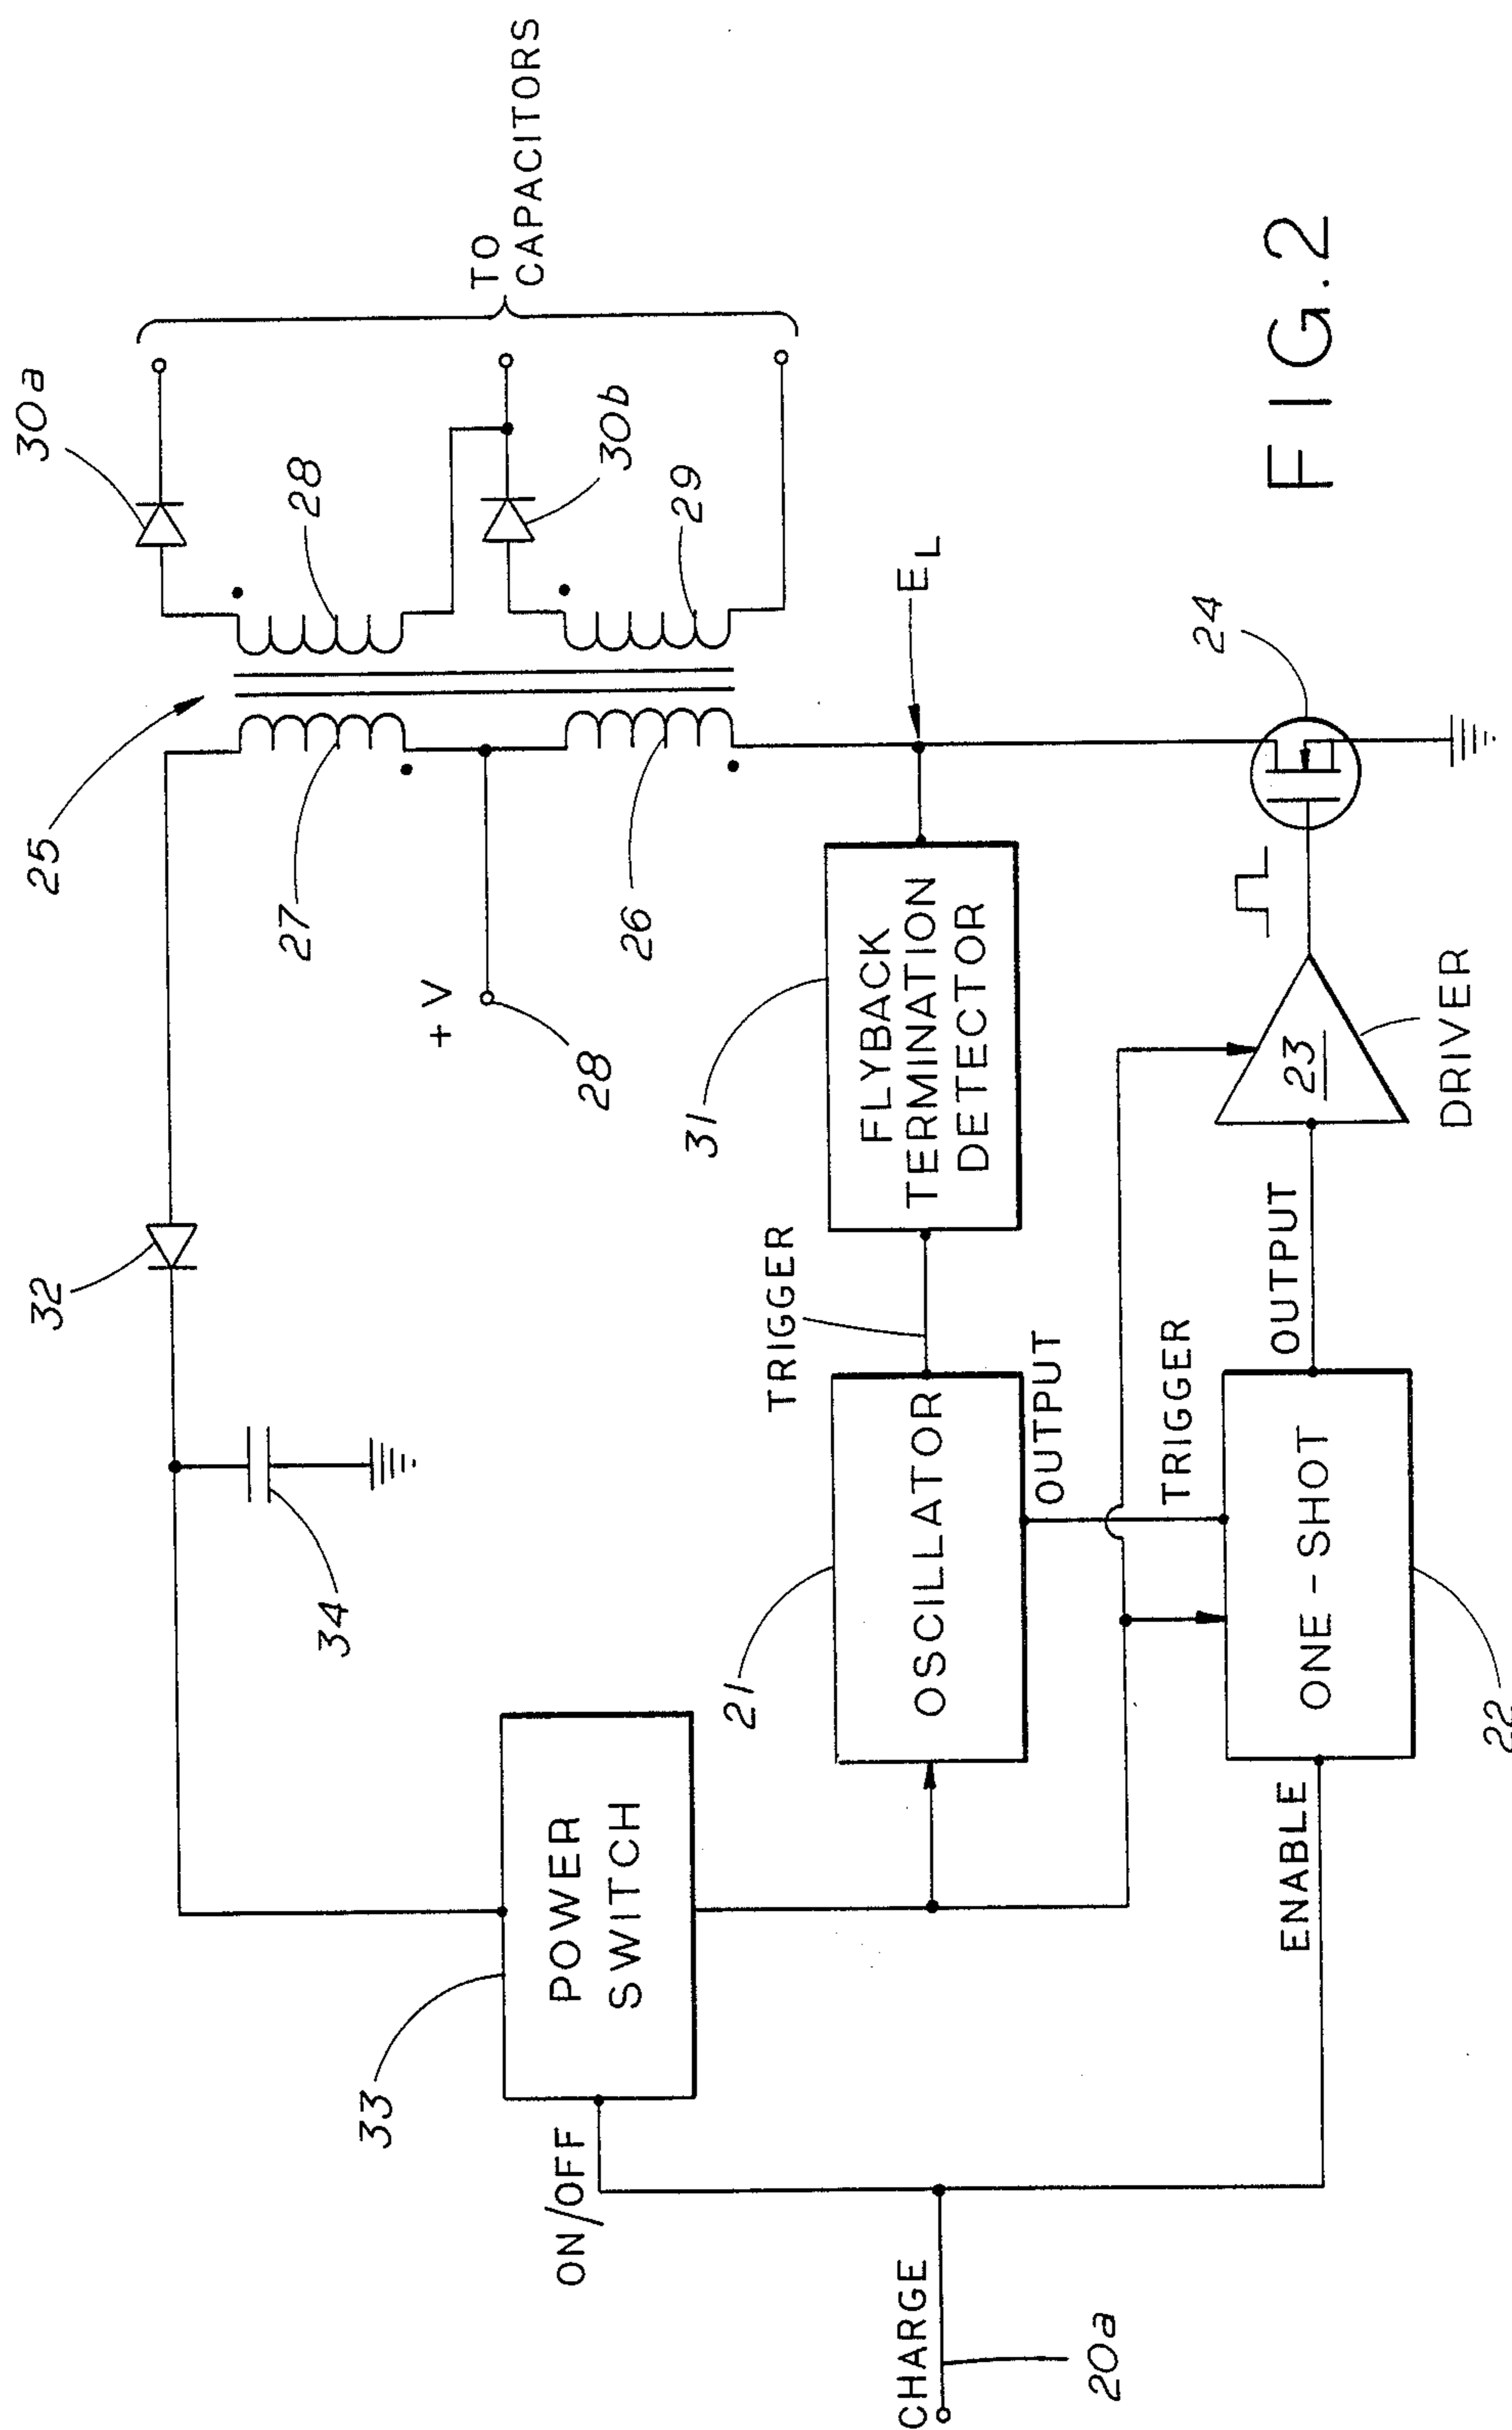 30a
25
28
TO
CAPACITORS
32
27
30b
34
+ V
28
26
29
33
POWER
SWITCH
ON/OFF
31
FLYBACK
TERMINATION
DETECTOR
TRIGGER
21
OSCILLATOR
OUTPUT
E L
CHARGE
20a
TRIGGER
ENABLE
ONE-SHOT
22
OUTPUT
23
DRIVER
24
FIG.2